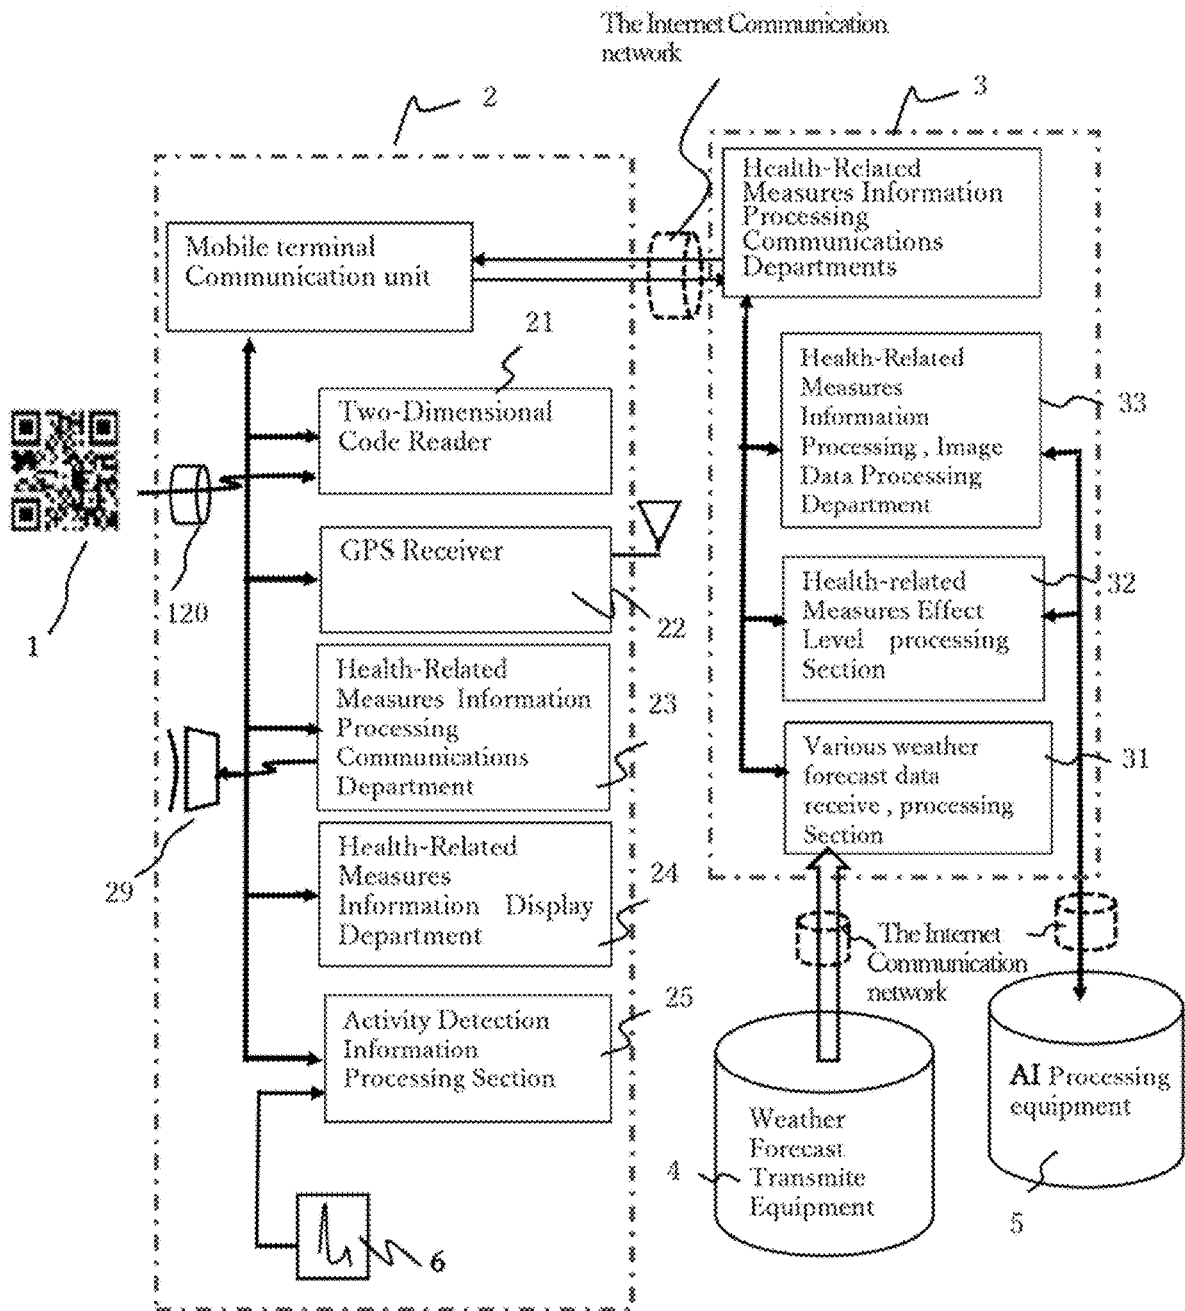 The Internet Communication
network
2
3
Mobile terminal
Communication unit
21
Two-Dimensional
Code Reader
1
120
GPS Receiver
22
Health-Related
Measures Information
Processing
Communications
Department
23
29
Health-Related
Measures
Information Display
Department
24
Activity Detection
Information
Processing Section
25
6
Health-Related
Measures Information
Processing
Communications
Departments
Health-Related
Measures
Information
Processing , Image
Data Processing
Department
33
Health-related
Measures Effect
Level processing
Section
32
Various weather
forecast data
receive , processing
Section
31
The Internet
Communication
network
Weather
Forecast
Transmite
Equipment
4
AI Processing
equipment
5